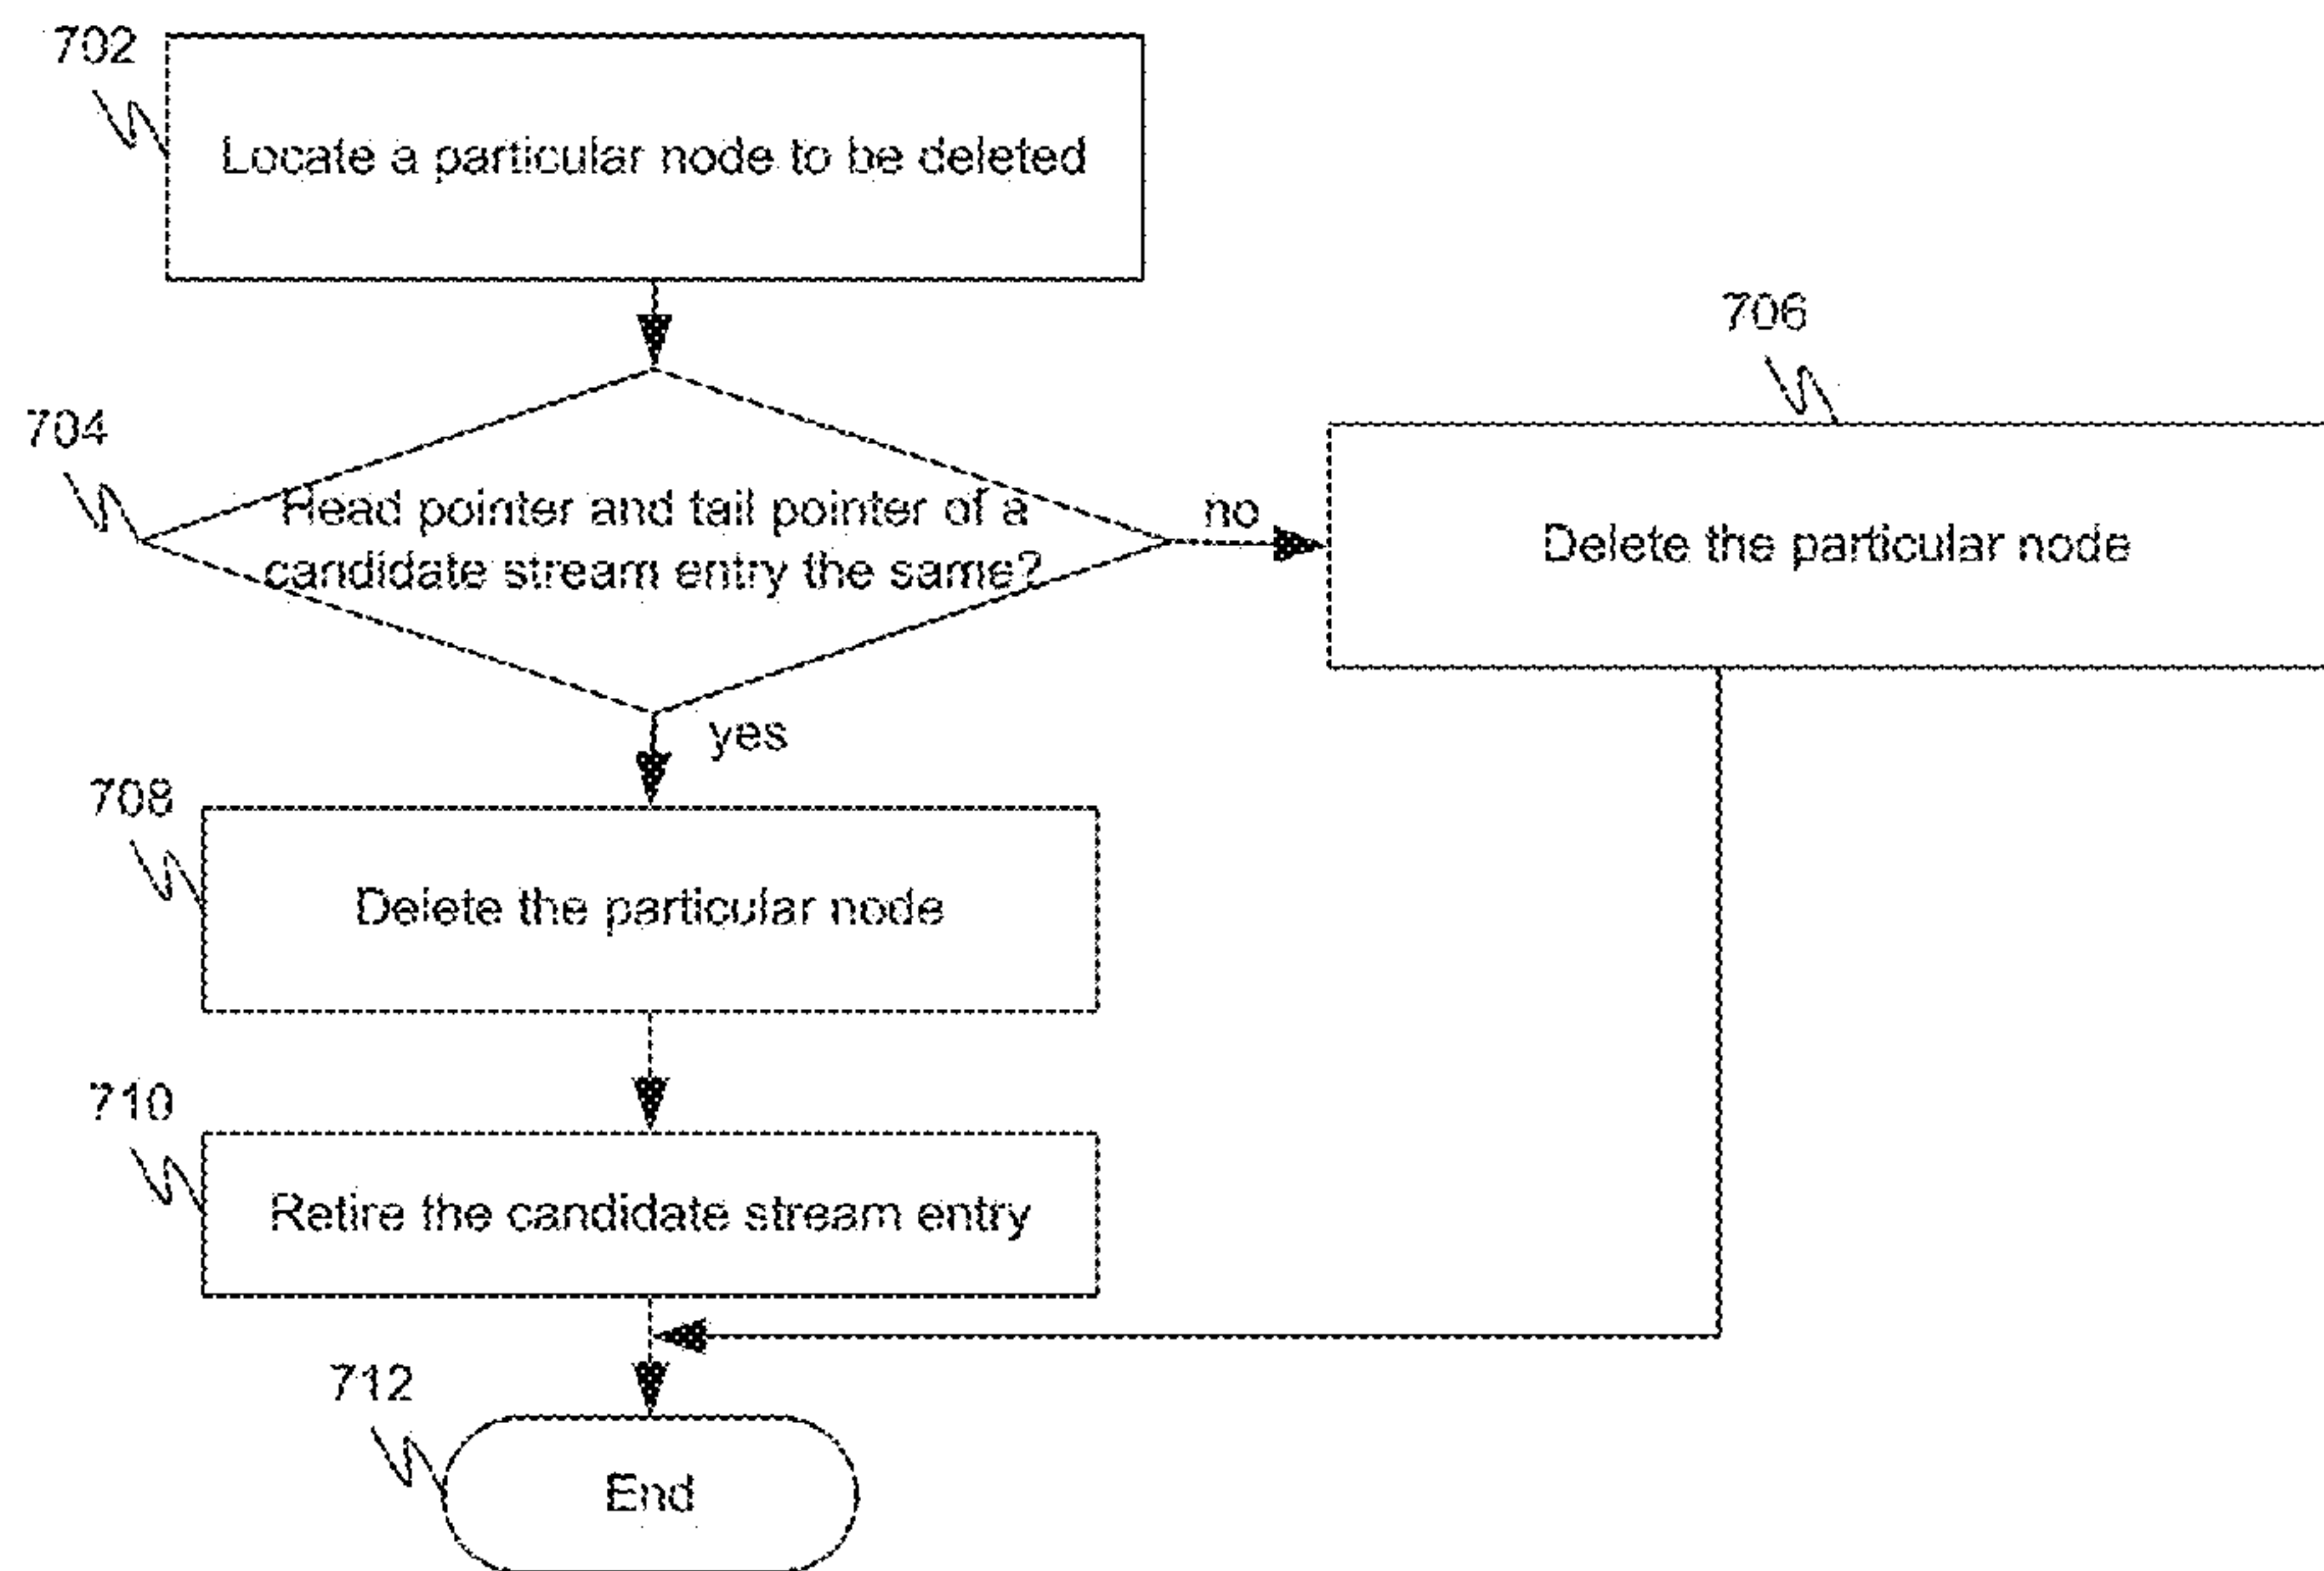 702
Locate a particular node to be deleted
706
704
Head pointer and tail pointer of a
candidate stream entry the same?
no
Delete the particular node
yes
708
Delete the particular node
710
Retire the candidate stream entry
712
End